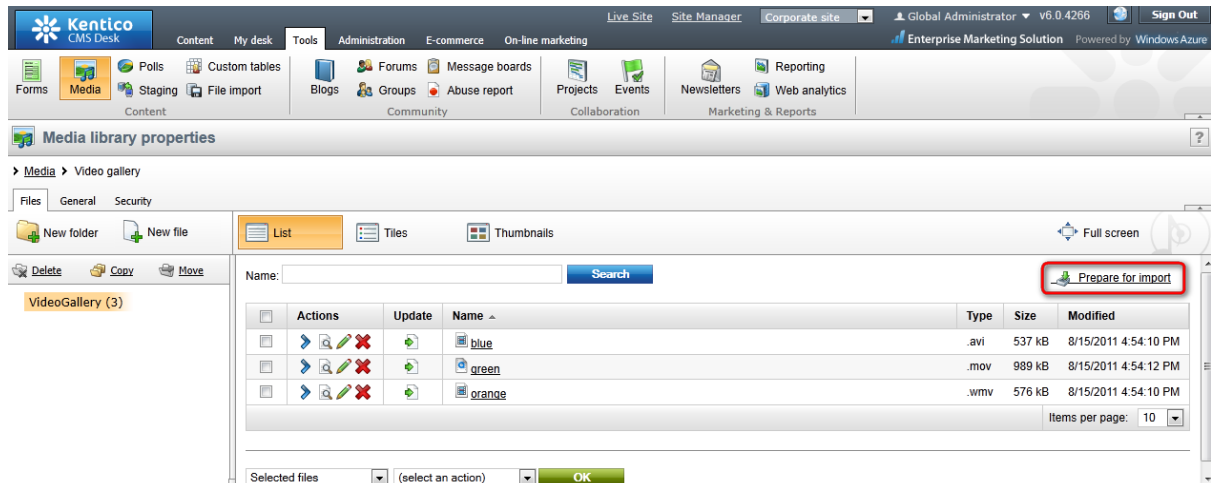 Kentico
CMS Desk
Live Site Site Manager Corporate site Global Administrator v6.0.4266 Sign Out
Content My desk Tools Administration E-commerce On-line marketing
Enterprise Marketing Solution Powered by Windows Azure
Forms Media Polls Custom tables Staging File import
Content
Blogs Forums Message boards Groups Abuse report
Community
Projects Events
Collaboration
Newsletters Reporting Web analytics
Marketing & Reports
Media library properties ?
> Media > Video gallery
Files General Security
New folder New file List Tiles Thumbnails Full screen
Delete Copy Move
Name: Search Prepare for import
VideoGallery (3)
Actions Update Name Type Size Modified
blue .avi 537 kB 8/15/2011 4:54:10 PM
green .mov 989 kB 8/15/2011 4:54:12 PM
orange .wmv 576 kB 8/15/2011 4:54:10 PM
Items per page: 10
Selected files (select an action) OK